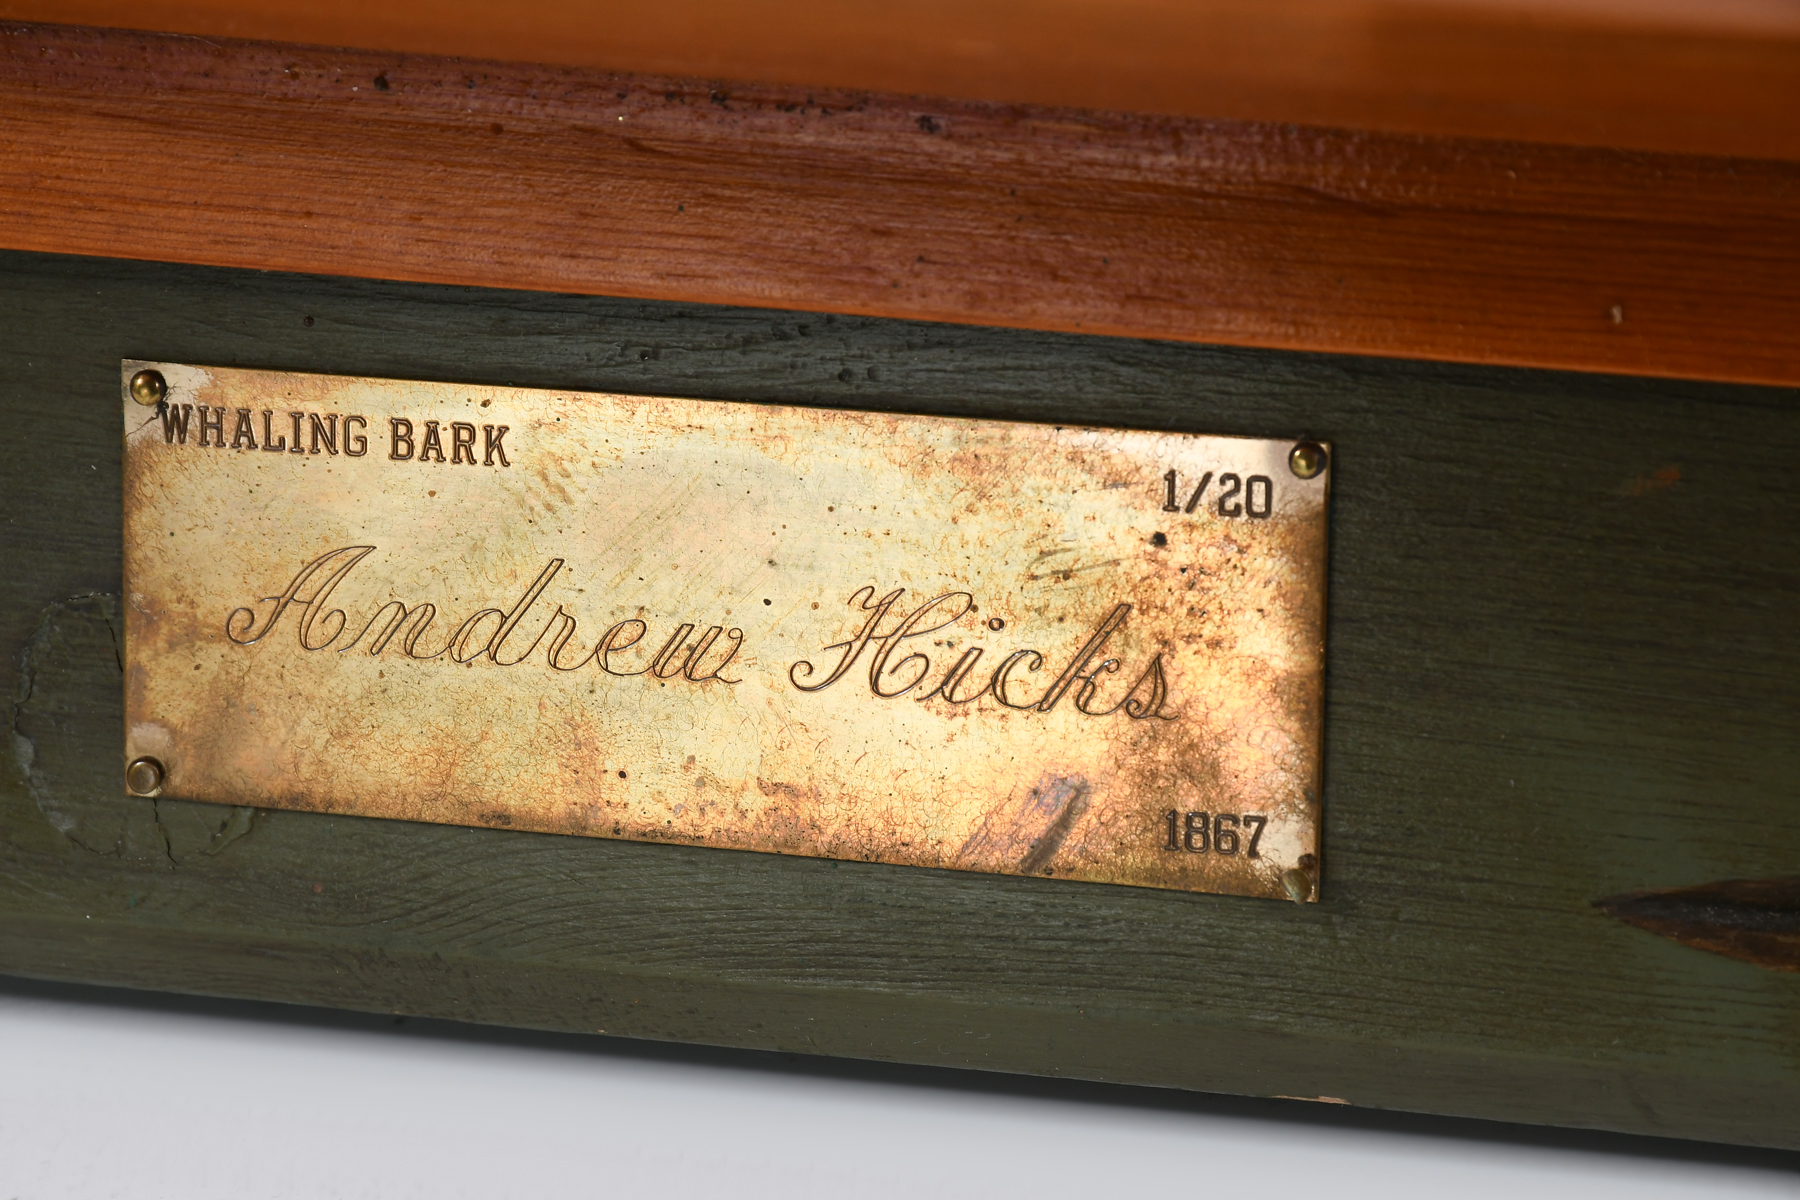 WHALING BARK
1/20
Andrew Hicks
1867